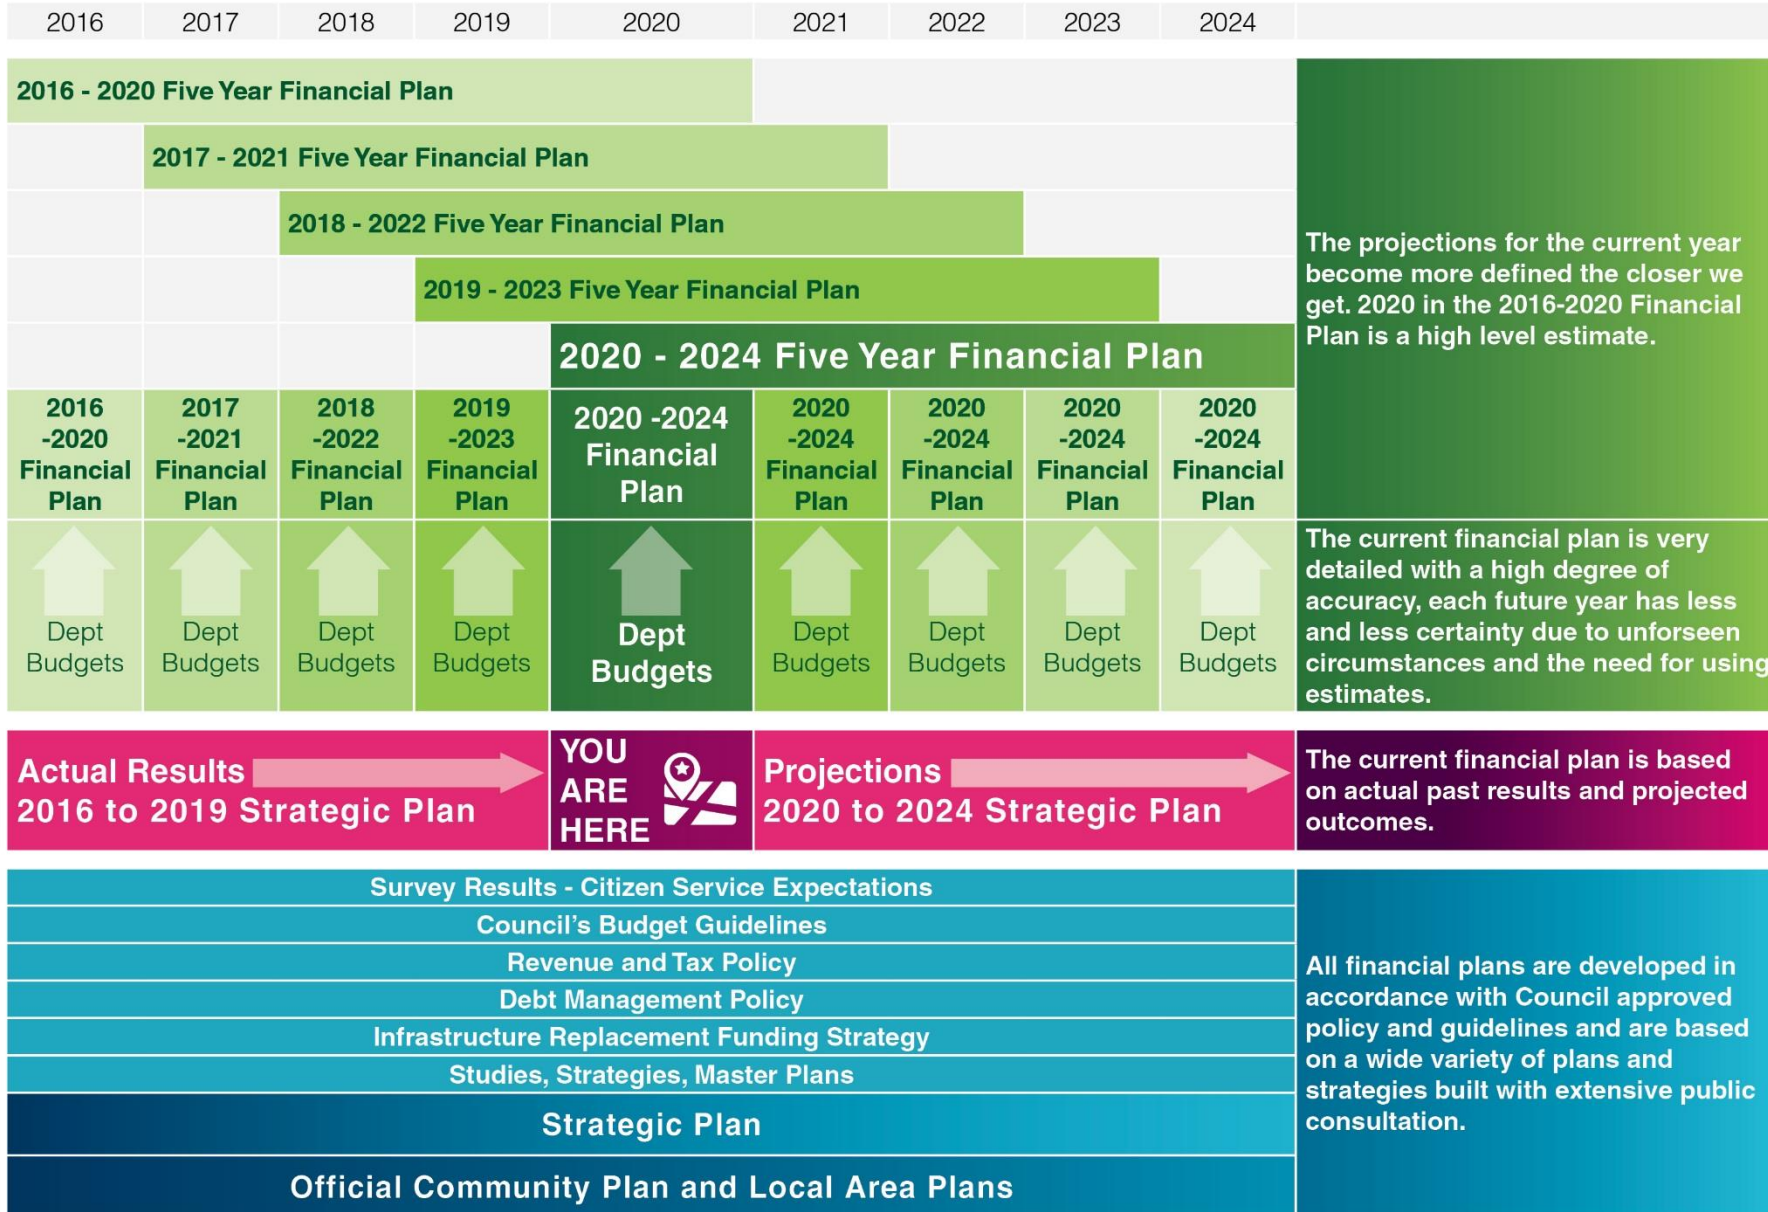 2016 2017 2018 2019 2020 2021 2022 2023 2024
2016 - 2020 Five Year Financial Plan
2017 - 2021 Five Year Financial Plan
2018 - 2022 Five Year Financial Plan
2019 - 2023 Five Year Financial Plan
2020 - 2024 Five Year Financial Plan
The projections for the current year
become more defined the closer we
get. 2020 in the 2016-2020 Financial
Plan is a high level estimate.
2016
-2020
Financial
Plan
2017
-2021
Financial
Plan
2018
-2022
Financial
Plan
2019
-2023
Financial
Plan
2020 -2024
Financial
Plan
2020
-2024
Financial
Plan
2020
-2024
Financial
Plan
2020
-2024
Financial
Plan
2020
-2024
Financial
Plan
Dept
Budgets
Dept
Budgets
Dept
Budgets
Dept
Budgets
Dept
Budgets
Dept
Budgets
Dept
Budgets
Dept
Budgets
Dept
Budgets
The current financial plan is very
detailed with a high degree of
accuracy, each future year has less
and less certainty due to unforseen
circumstances and the need for using
estimates.
Actual Results
2016 to 2019 Strategic Plan
YOU
ARE
HERE
Projections
2020 to 2024 Strategic Plan
The current financial plan is based
on actual past results and projected
outcomes.
Survey Results - Citizen Service Expectations
Council's Budget Guidelines
Revenue and Tax Policy
Debt Management Policy
Infrastructure Replacement Funding Strategy
Studies, Strategies, Master Plans
Strategic Plan
Official Community Plan and Local Area Plans
All financial plans are developed in
accordance with Council approved
policy and guidelines and are based
on a wide variety of plans and
strategies built with extensive public
consultation.